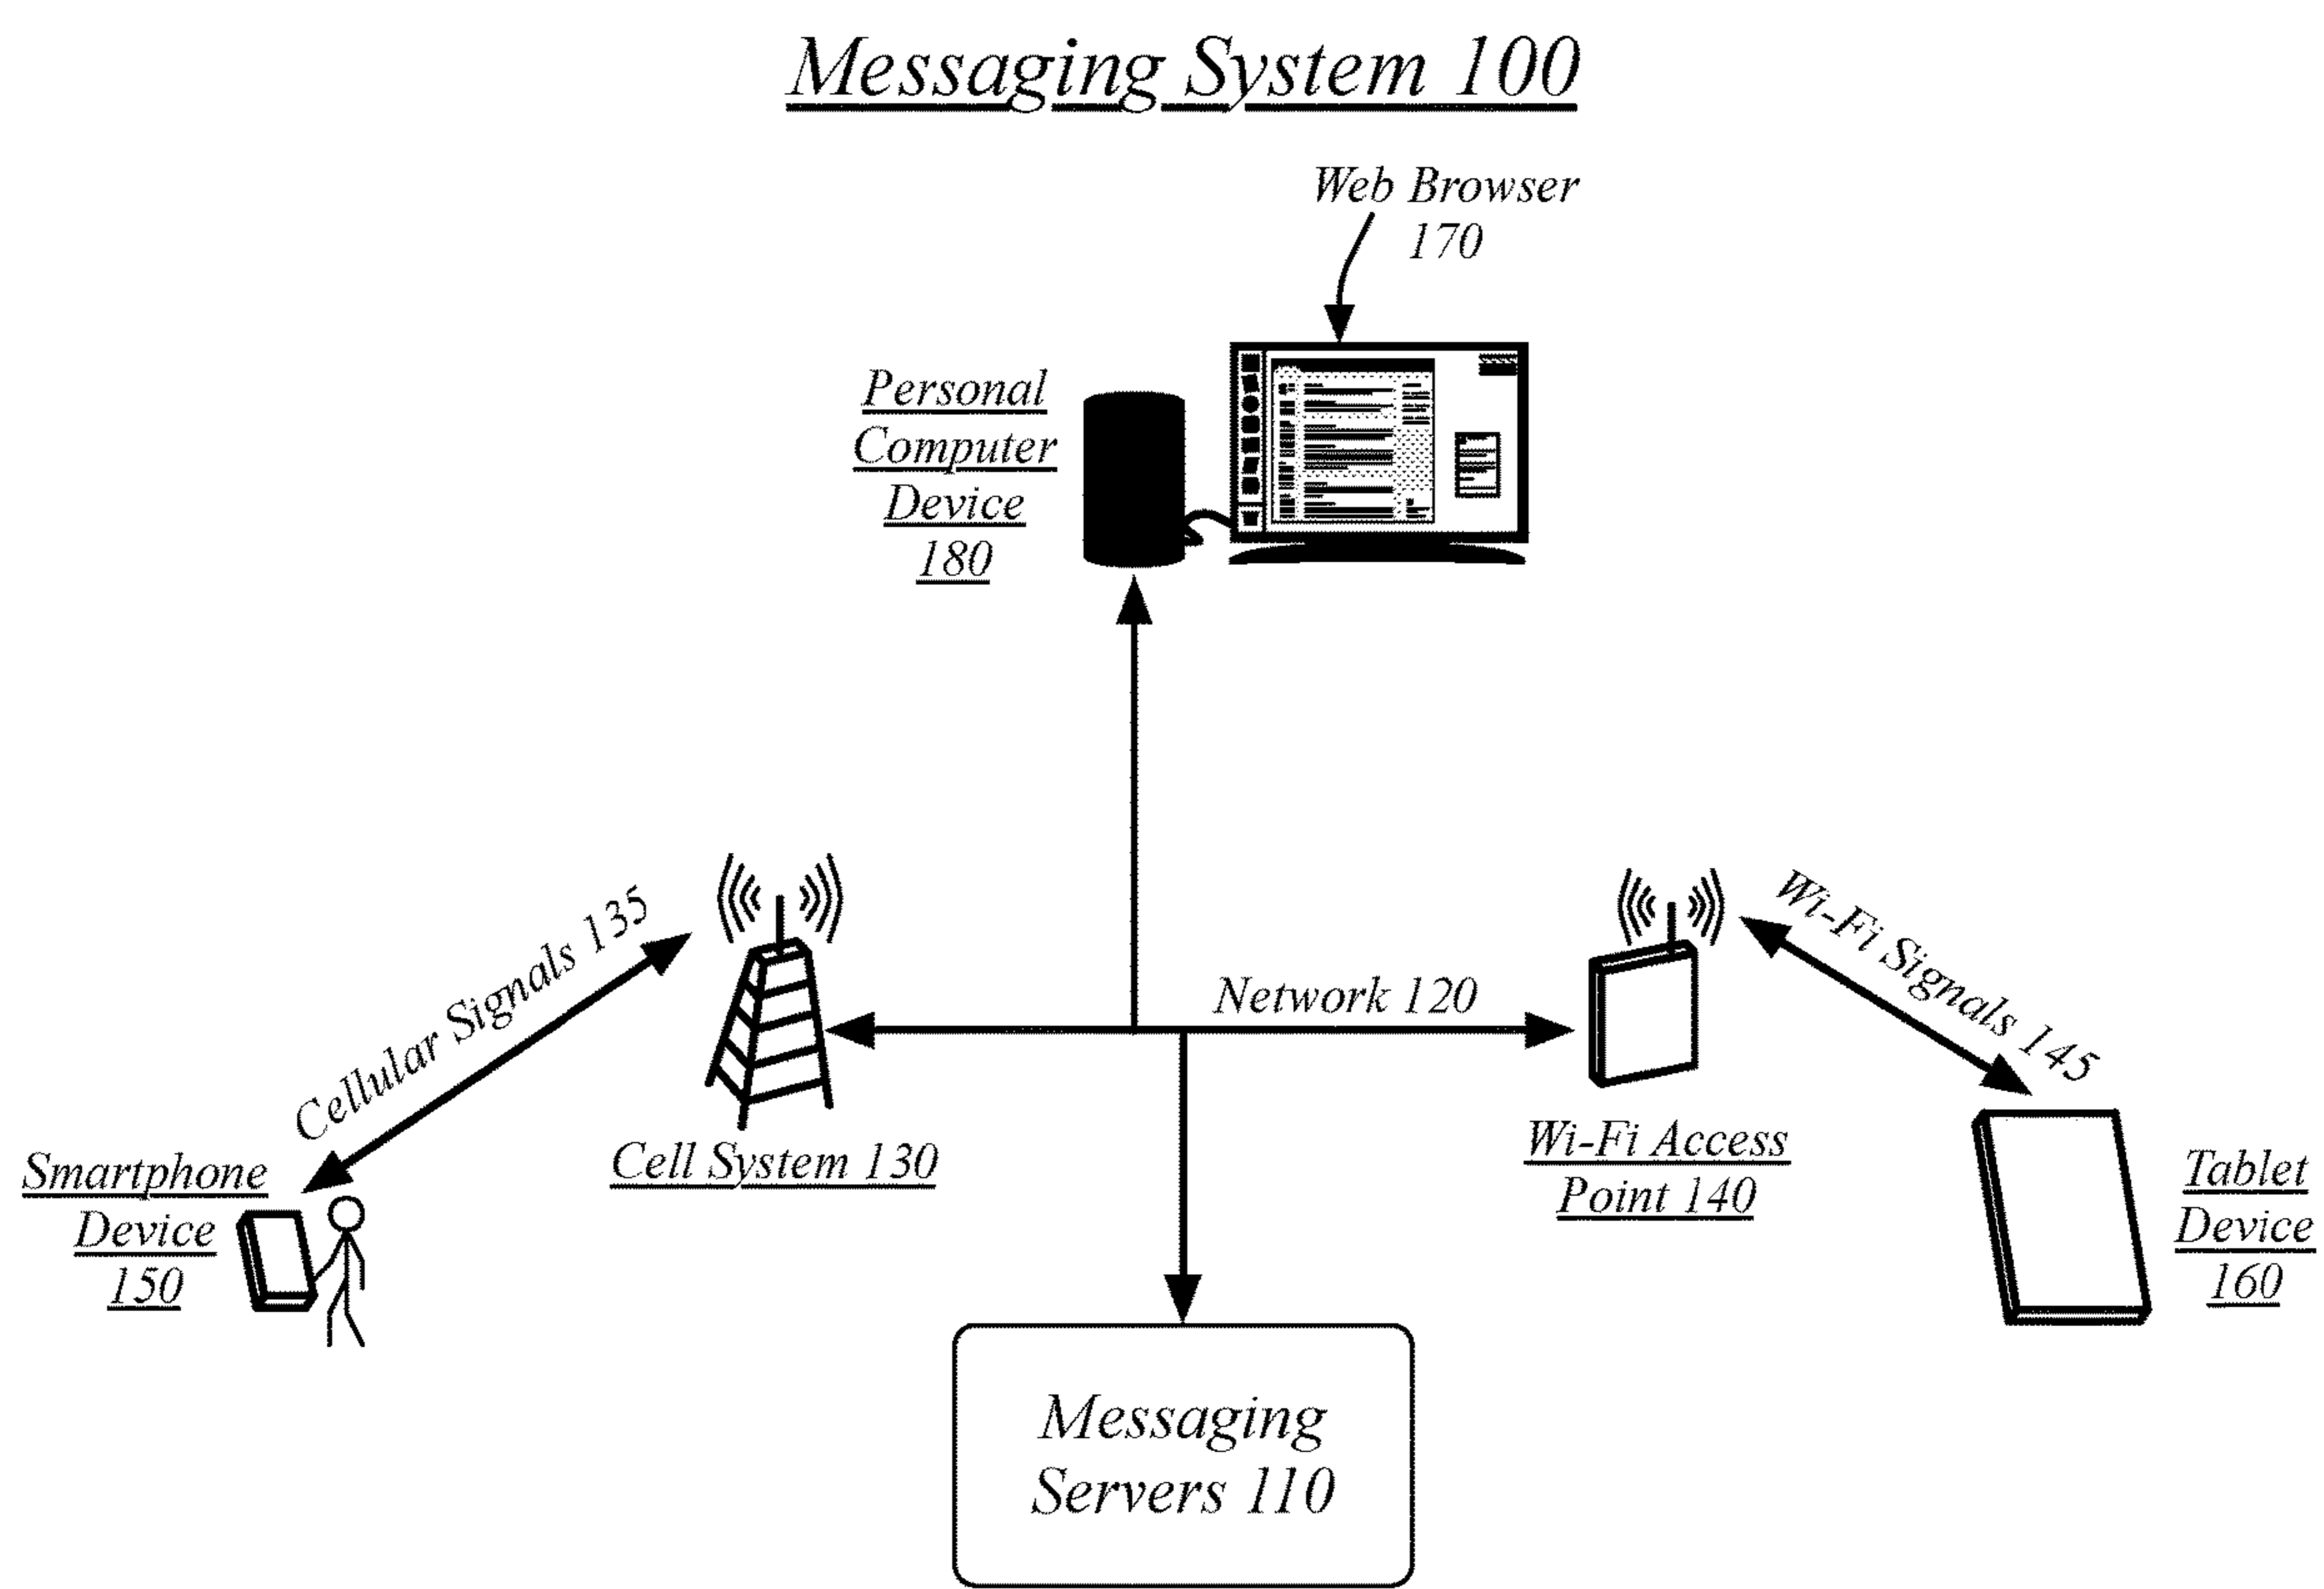 Messaging System 100
Web Browser
170
Personal
Computer
Device
180
Cellular Signals 135
Wi-Fi Signals 145
Network 120
Cell System 130
Wi-Fi Access
Point 140
Smartphone
Device
150
Tablet
Device
160
Messaging
Servers 110